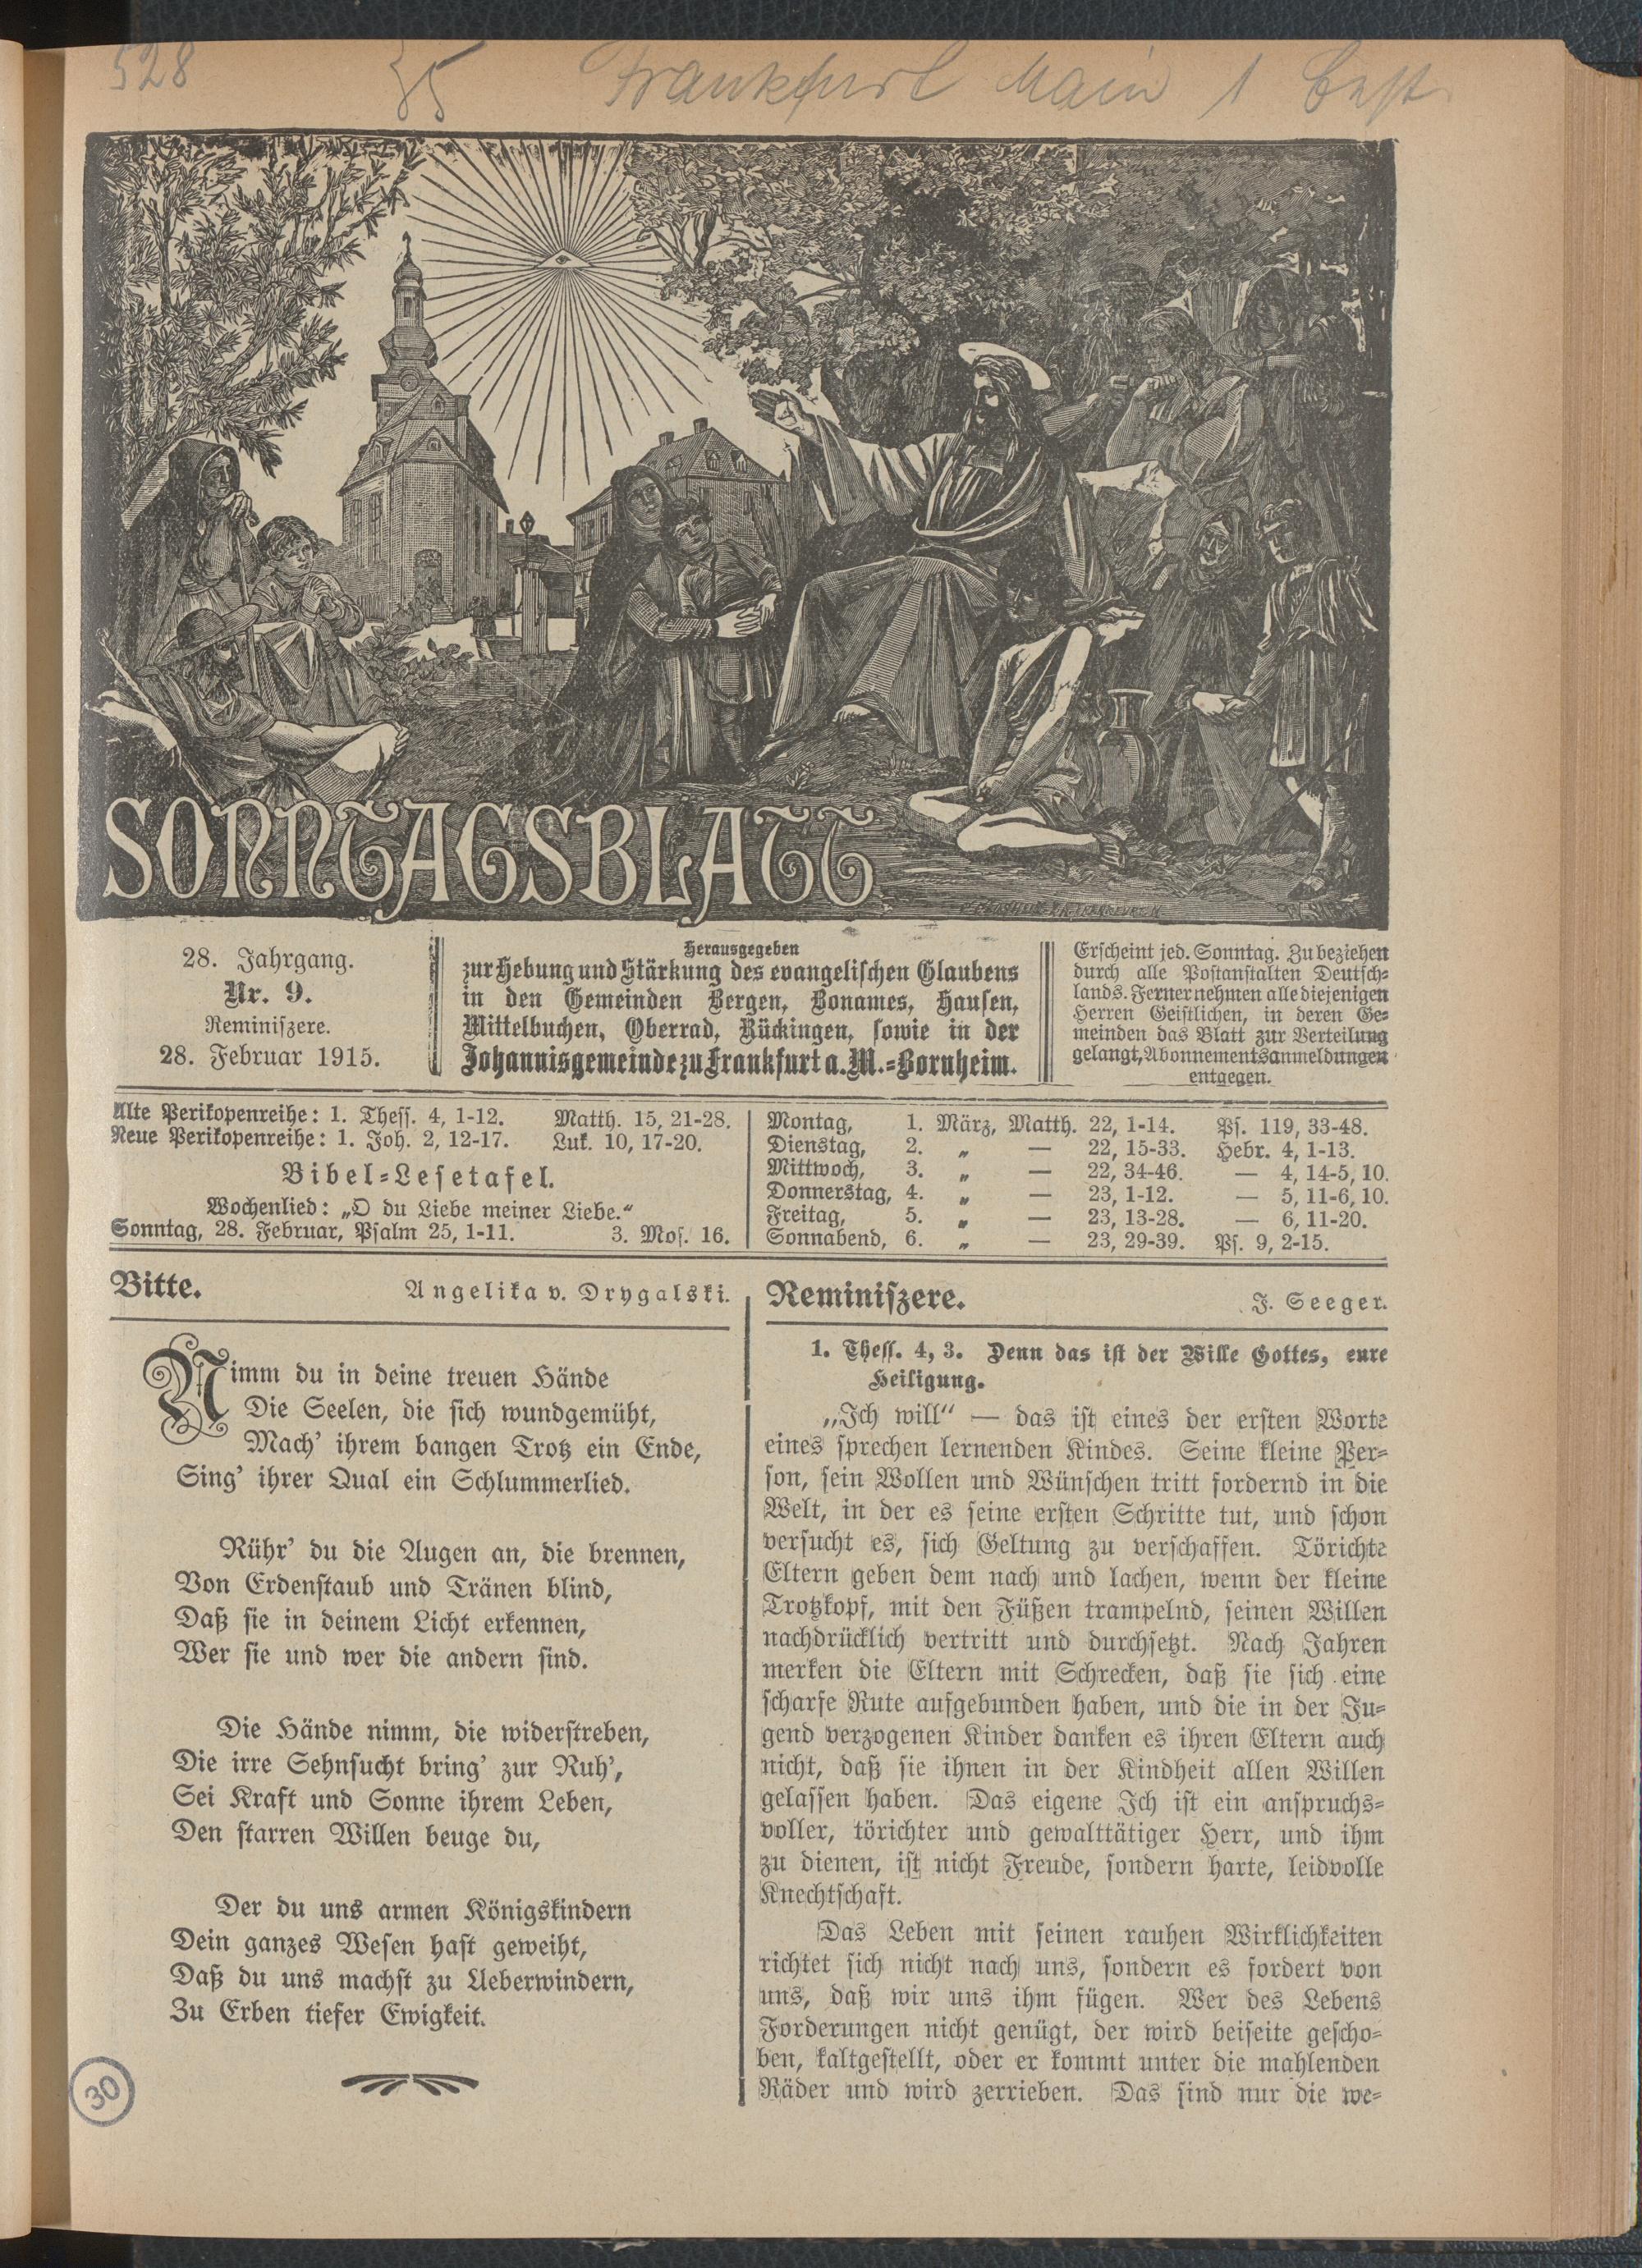 528
35
Frankfurt Main 1
SONNTAGSBLATT
28. Jahrgang.
Nr. 9.
Reminiszere.
28. Februar 1915.
Herausgegeben
zur Hebung und Stärkung des evangelischen Glaubens
in den Gemeinden Bergen, Bonames, Hausen,
Mittelbuchen, Oberrad, Rückingen, sowie in der
Johannisgemeinde zu Frankfurt a. M.-Bornheim.
Erscheint jed. Sonntag. Zu beziehen
durch alle Postanstalten Deutsch-
lands. Ferner nehmen alle diejenigen
Herren Geistlichen, in deren Ge-
meinden das Blatt zur Verteilung
gelangt, Abonnementsanmeldungen
entgegen.
Alte Perikopenreihe: 1. Thess. 4, 1-12. Matth. 15, 21-28.
Neue Perikopenreihe: 1. Joh. 2, 12-17. Luk. 10, 17-20.
Bibel-Lesetafel.
Wochenlied: „O du Liebe meiner Liebe.“
Sonntag, 28. Februar, Psalm 25, 1-11. 3. Mos. 16.
Montag, 1. März, Matth. 22, 1-14. Ps. 119, 33-48.
Dienstag, 2. „ — 22, 15-33. Hebr. 4, 1-13.
Mittwoch, 3. „ — 22, 34-46. — 4, 14-5, 10.
Donnerstag, 4. „ — 23, 1-12. — 5, 11-6, 10.
Freitag, 5. „ — 23, 13-28. — 6, 11-20.
Sonnabend, 6. „ — 23, 29-39. Ps. 9, 2-15.
Bitte. Angelika v. Drygalski.
Nimm du in deine treuen Hände
Die Seelen, die sich wundgemüht,
Mach’ ihrem bangen Trotz ein Ende,
Sing’ ihrer Qual ein Schlummerlied.
Rühr’ du die Augen an, die brennen,
Von Erdenstaub und Tränen blind,
Daß sie in deinem Licht erkennen,
Wer sie und wer die andern sind.
Die Hände nimm, die widerstreben,
Die irre Sehnsucht bring’ zur Ruh’,
Sei Kraft und Sonne ihrem Leben,
Den starren Willen beuge du,
Der du uns armen Königskindern
Dein ganzes Wesen hast geweiht,
Daß du uns machst zu Ueberwindern,
Zu Erben tiefer Ewigkeit.
30
Reminiszere. J. Seeger.
1. Thess. 4, 3. Denn das ist der Wille Gottes, eure
Heiligung.
„Ich will“ — das ist eines der ersten Worte
eines sprechen lernenden Kindes. Seine kleine Per-
son, sein Wollen und Wünschen tritt fordernd in die
Welt, in der es seine ersten Schritte tut, und schon
versucht es, sich Geltung zu verschaffen. Törichte
Eltern geben dem nach und lachen, wenn der kleine
Trotzkopf, mit den Füßen trampelnd, seinen Willen
nachdrücklich vertritt und durchsetzt. Nach Jahren
merken die Eltern mit Schrecken, daß sie sich eine
scharfe Rute aufgebunden haben, und die in der Ju-
gend verzogenen Kinder danken es ihren Eltern auch
nicht, daß sie ihnen in der Kindheit allen Willen
gelassen haben. Das eigene Ich ist ein anspruchs-
voller, törichter und gewalttätiger Herr, und ihm
zu dienen, ist nicht Freude, sondern harte, leidvolle
Knechtschaft.
Das Leben mit seinen rauhen Wirklichkeiten
richtet sich nicht nach uns, sondern es fordert von
uns, daß wir uns ihm fügen. Wer des Lebens
Forderungen nicht genügt, der wird beiseite gescho-
ben, kaltgestellt, oder er kommt unter die mahlenden
Räder und wird zerrieben. Das sind nur die we-